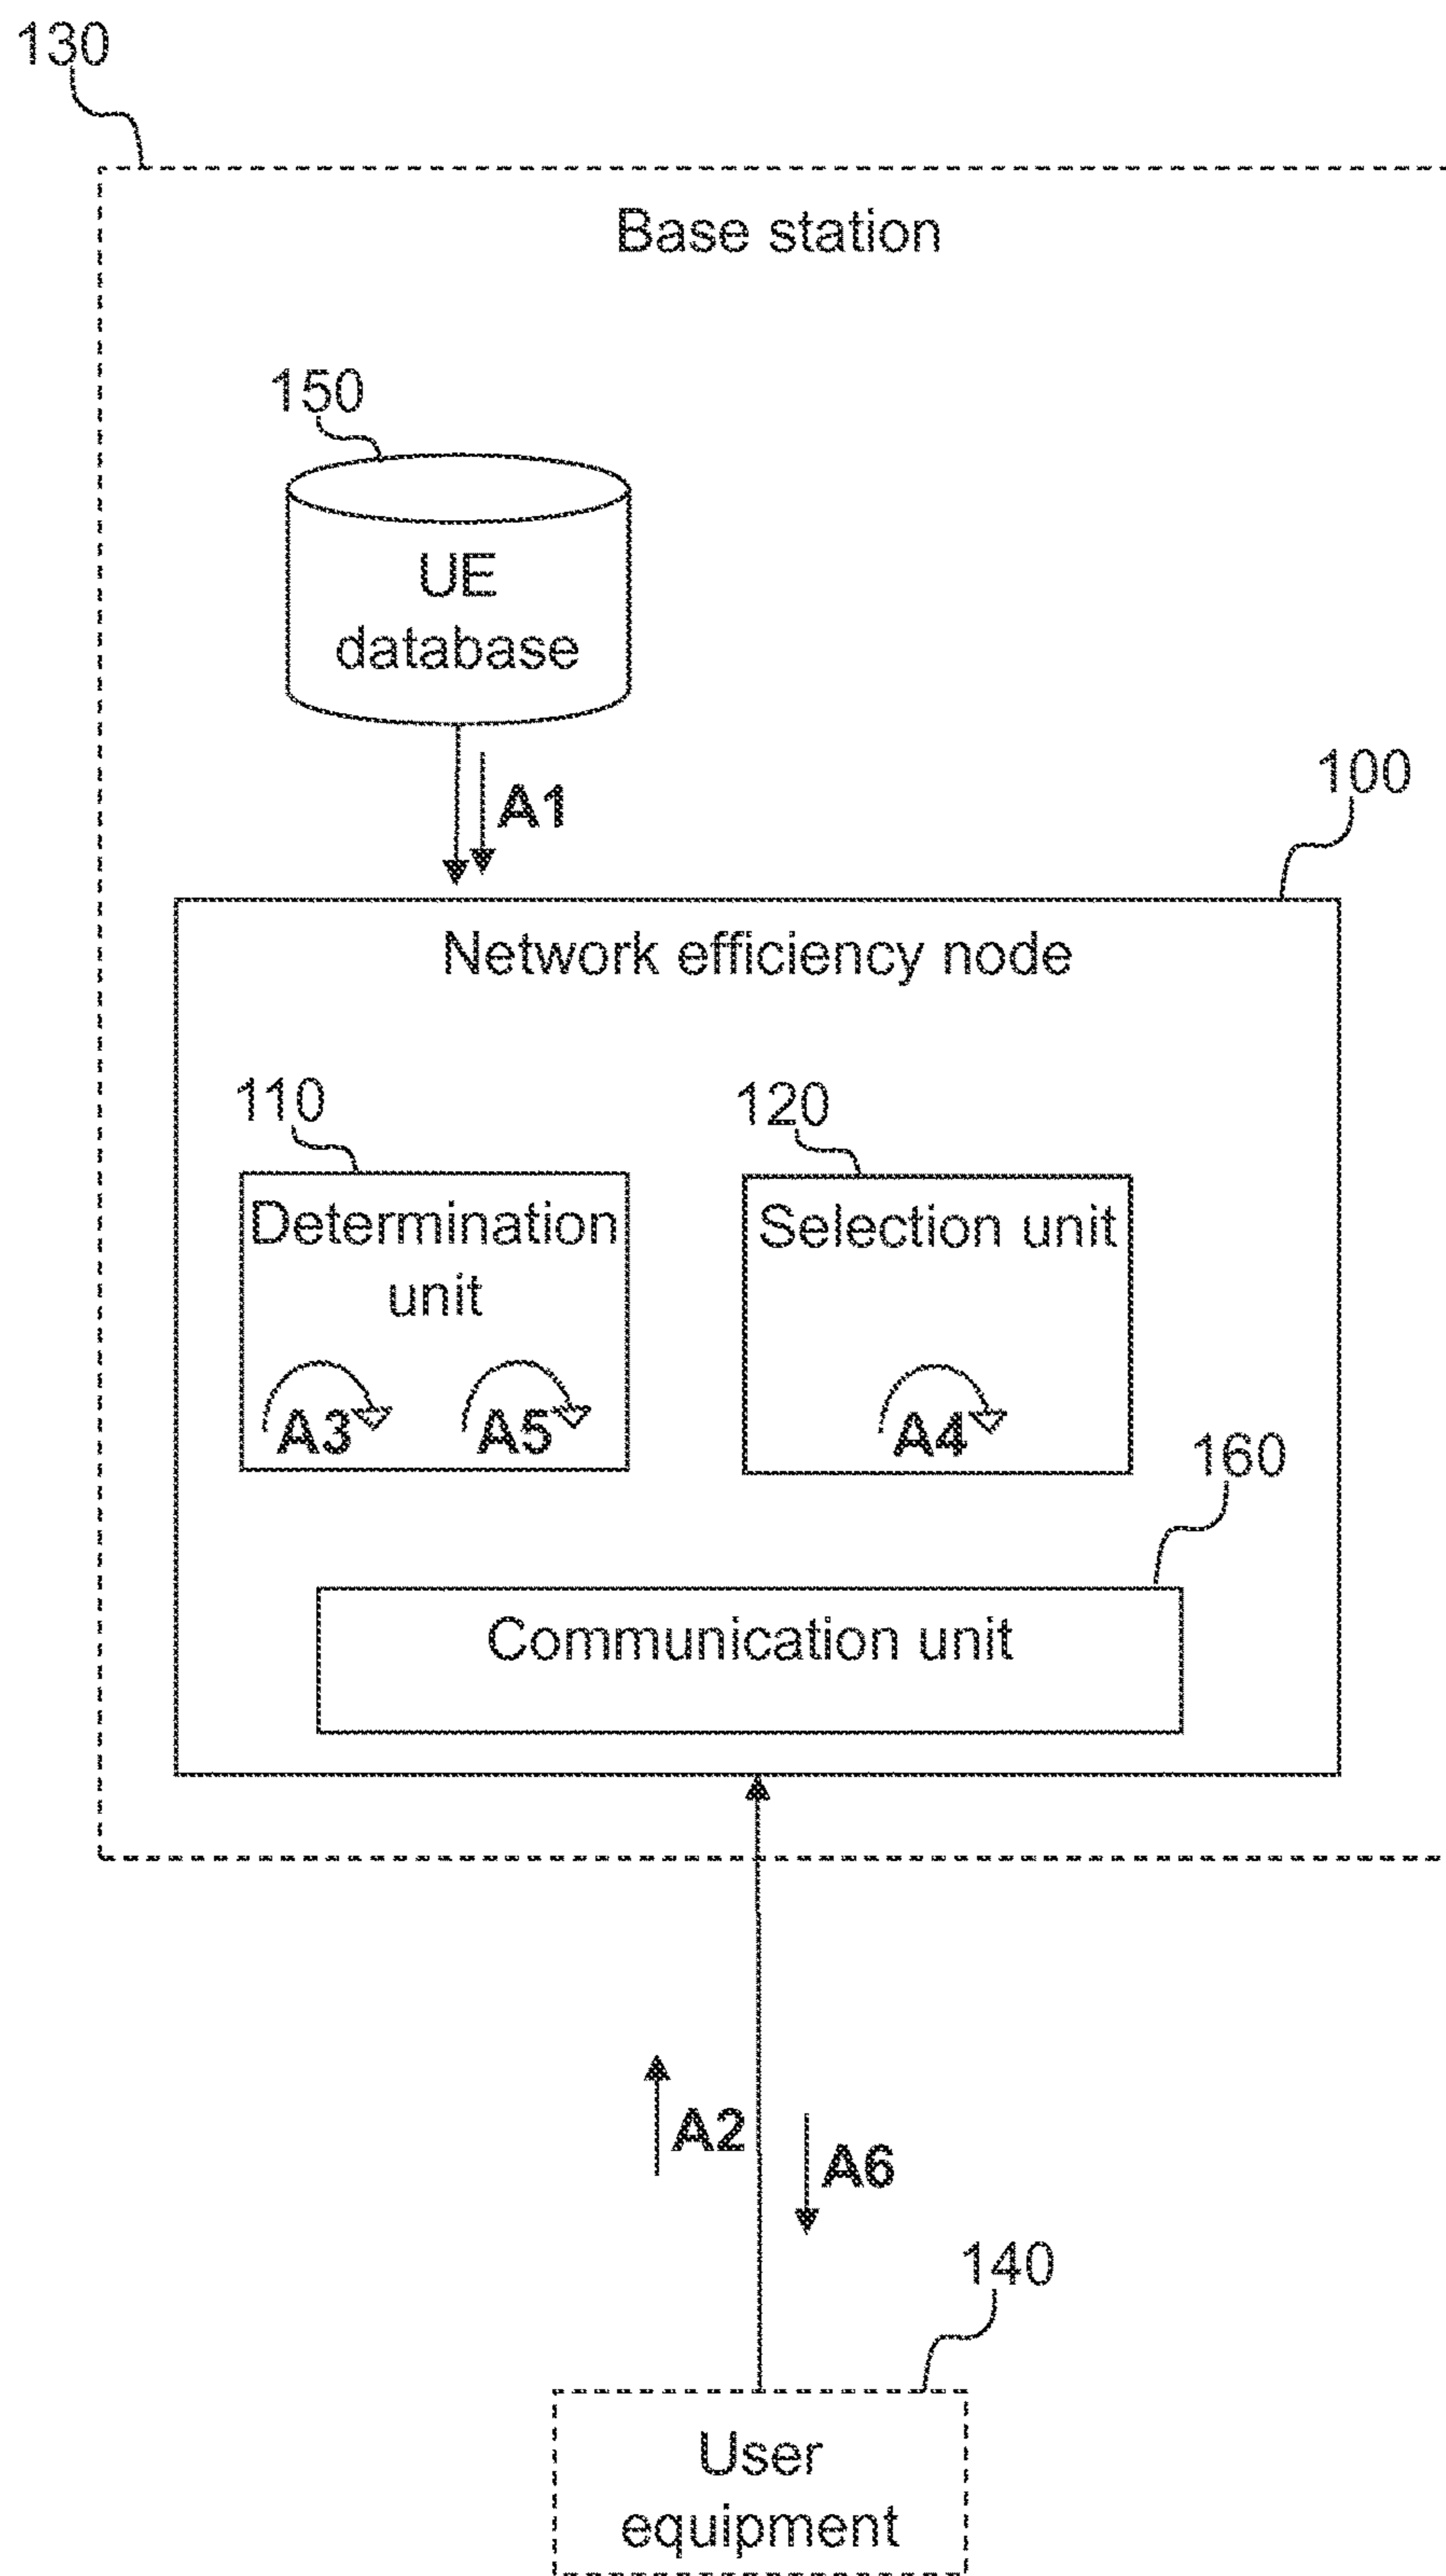 130
Base station
150
UE
database
A1
100
Network efficiency node
110
120
Determination
unit
Selection unit
A3
A5
A4
160
Communication unit
A2
A6
140
User
equipment